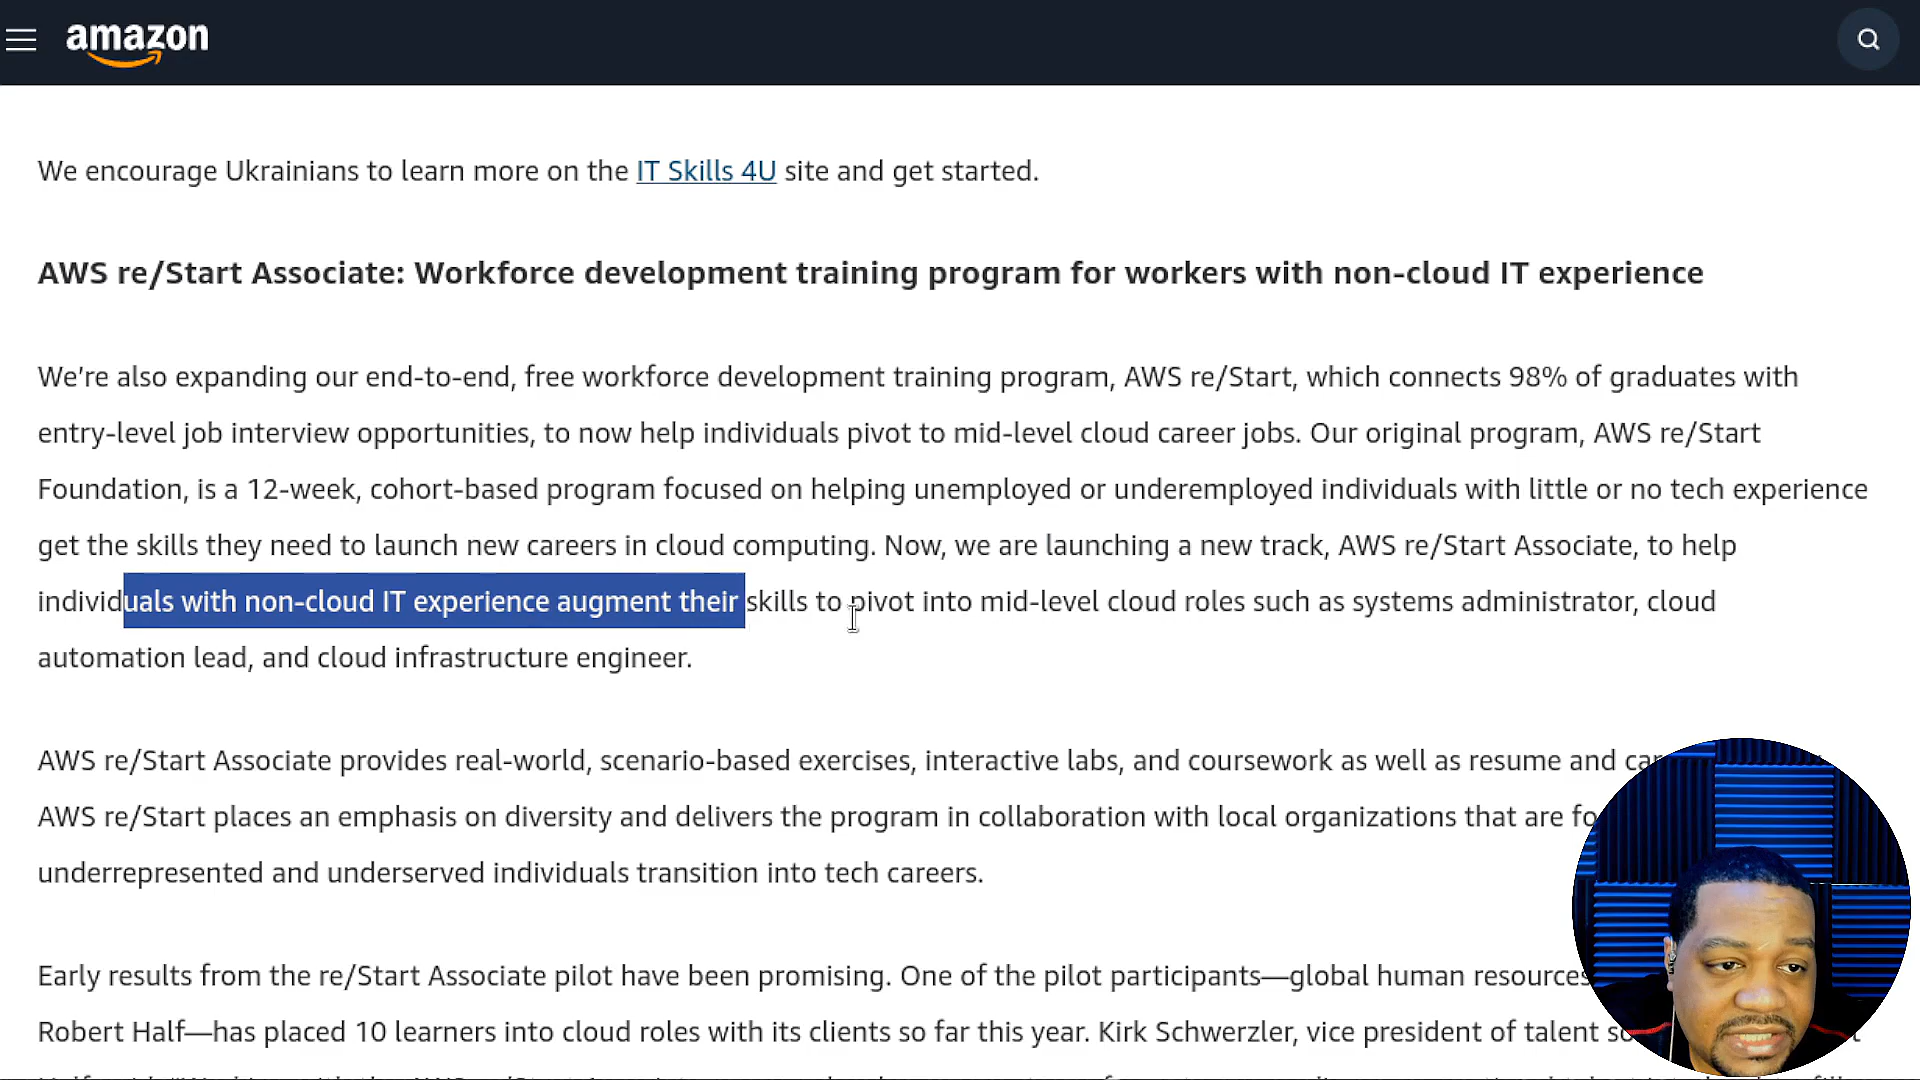 amazon
We encourage Ukrainians to learn more on the IT Skills 4U site and get started.
AWS re/Start Associate: Workforce development training program for workers with non-cloud IT experience
We’re also expanding our end-to-end, free workforce development training program, AWS re/Start, which connects 98% of graduates with
entry-level job interview opportunities, to now help individuals pivot to mid-level cloud career jobs. Our original program, AWS re/Start
Foundation, is a 12-week, cohort-based program focused on helping unemployed or underemployed individuals with little or no tech experience
get the skills they need to launch new careers in cloud computing. Now, we are launching a new track, AWS re/Start Associate, to help
individuals with non-cloud IT experience augment their skills to pivot into mid-level cloud roles such as systems administrator, cloud
automation lead, and cloud infrastructure engineer.
AWS re/Start Associate provides real-world, scenario-based exercises, interactive labs, and coursework as well as resume and
AWS re/Start places an emphasis on diversity and delivers the program in collaboration with local organizations that are
underrepresented and underserved individuals transition into tech careers.
Early results from the re/Start Associate pilot have been promising. One of the pilot participants—global human resources
Robert Half—has placed 10 learners into cloud roles with its clients so far this year. Kirk Schwerzler, vice president of talent